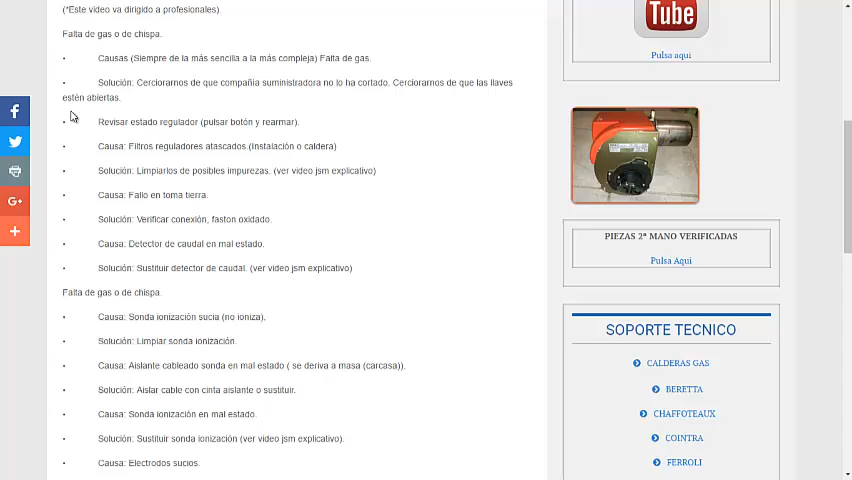 (*Este video va dirigido a profesionales).
Falta de gas o de chispa.
• Causas (Siempre de la más sencilla a la más compleja) Falta de gas.
• Solución: Cerciorarnos de que compañía suministradora no lo ha cortado. Cerciorarnos de que las llaves
estén abiertas.
• Revisar estado regulador (pulsar botón y rearmar).
• Causa: Filtros reguladores atascados.(Instalación o caldera)
• Solución: Limpiarlos de posibles impurezas. (ver video jsm explicativo)
• Causa: Fallo en toma tierra.
• Solución: Verificar conexión, faston oxidado.
• Causa: Detector de caudal en mal estado.
• Solución: Sustituir detector de caudal. (ver video jsm explicativo)
Falta de gas o de chispa.
• Causa: Sonda ionización sucia (no ioniza).
• Solución: Limpiar sonda ionización.
• Causa: Aislante cableado sonda en mal estado ( se deriva a masa (carcasa)).
• Solución: Aislar cable con cinta aislante o sustituir.
• Causa: Sonda ionización en mal estado.
• Solución: Sustituir sonda ionización (ver video jsm explicativo).
• Causa: Electrodos sucios.
Tube
Pulsa aqui
PIEZAS 2ª MANO VERIFICADAS
Pulsa Aqui
SOPORTE TECNICO
CALDERAS GAS
BERETTA
CHAFFOTEAUX
COINTRA
FERROLI